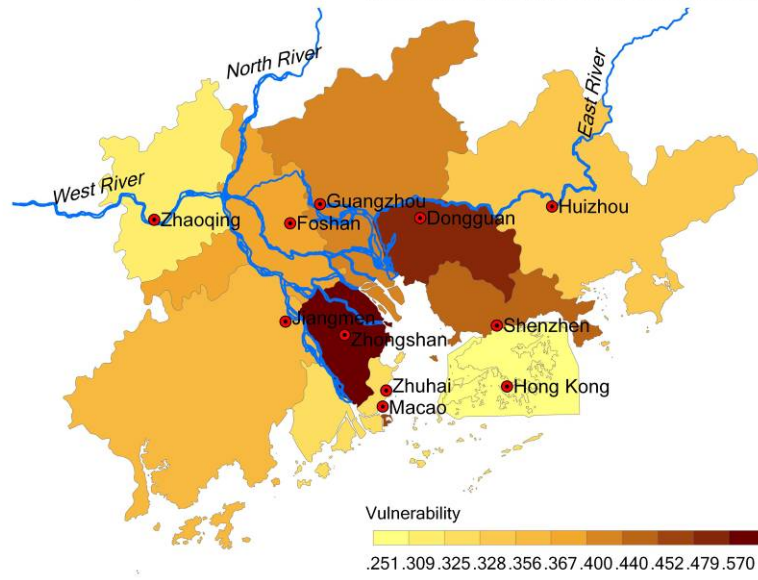 North River
East River
West River
Guangzhou
Zhaoqing
Foshan
Dongguan
Huizhou
Jiangmen
Zhongshan
Shenzhen
Zhuhai
Hong Kong
Macao
Vulnerability
.251 .309 .325 .328 .356 .367 .400 .440 .452 .479 .570